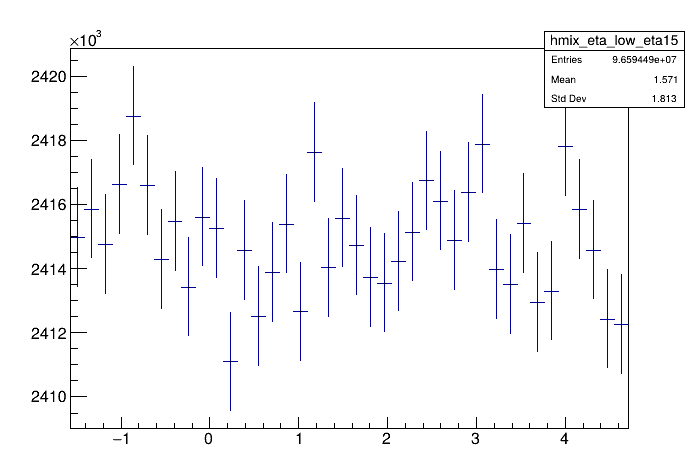 ×10³
hmix_eta_low_eta15
Entries 9.659449e+07
Mean 1.571
Std Dev 1.813
2420
2418
2416
2414
2412
2410
−1 0 1 2 3 4